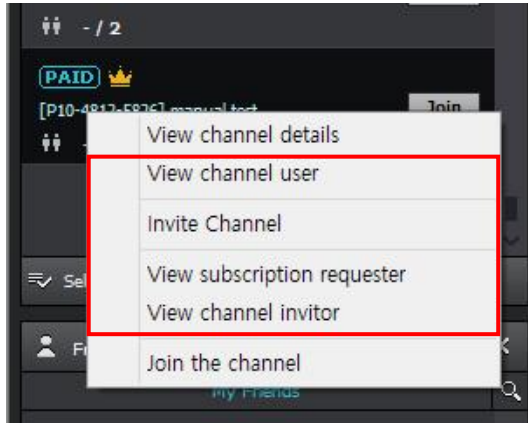 - / 2
PAID
[P10-4812-5826] manual test
Join
View channel details
View channel user
Invite Channel
View subscription requester
View channel invitor
Join the channel
My Friends